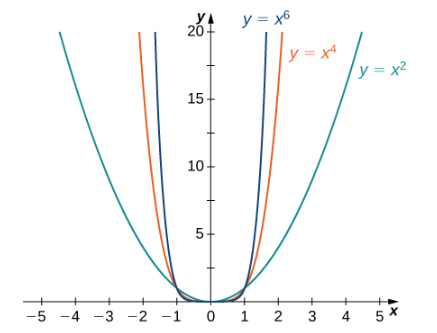 y
y = x⁶
20
y = x⁴
y = x²
15
10
5
−5 −4 −3 −2 −1 0 1 2 3 4 5 x